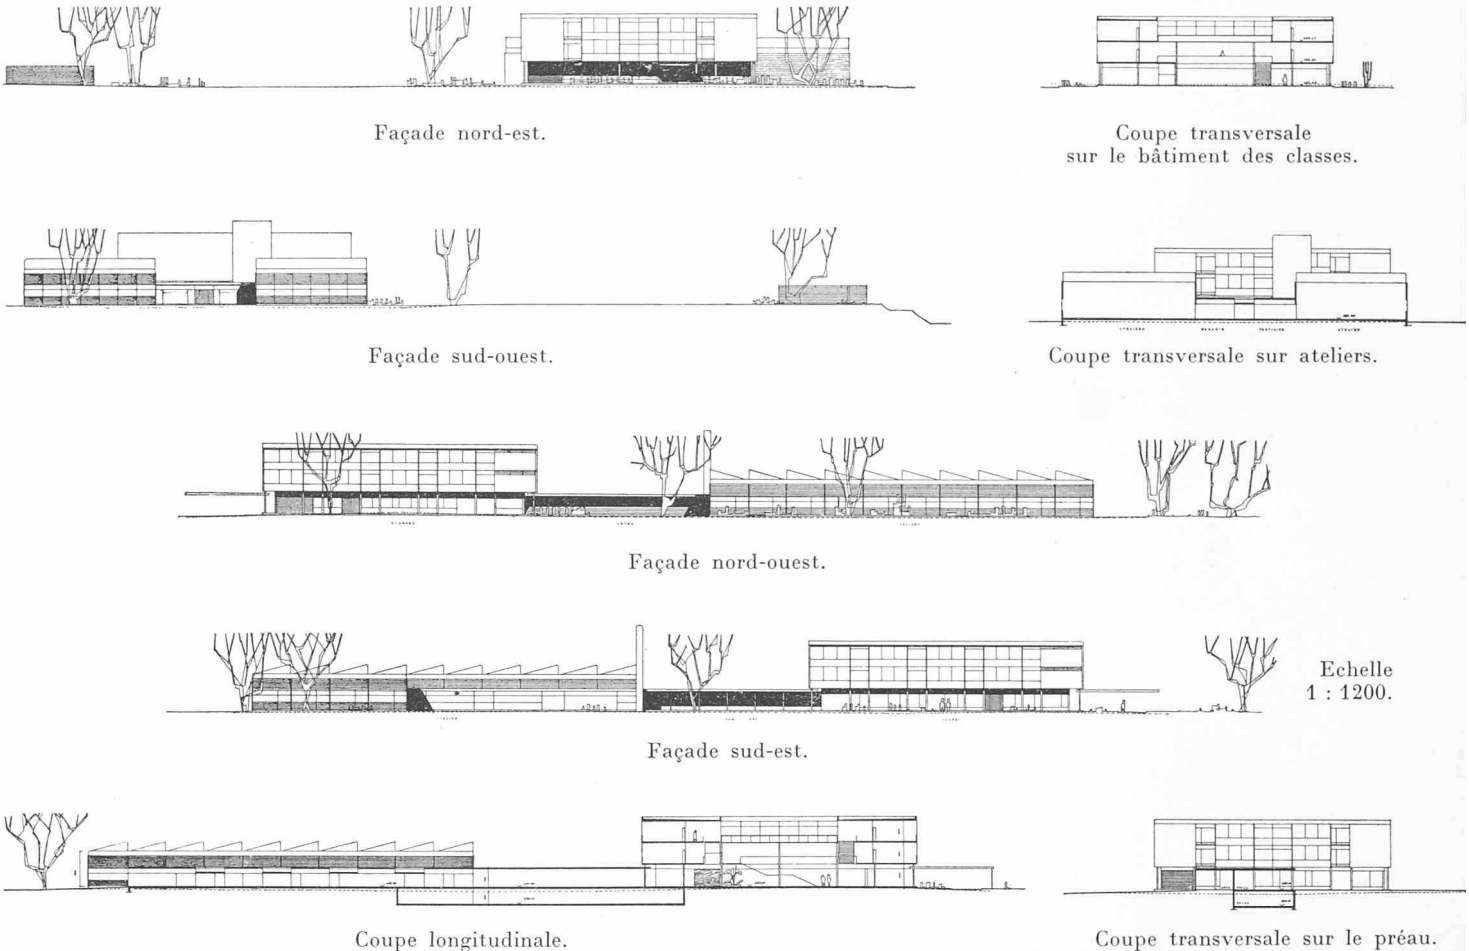 Façade nord-est.
Coupe transversale
sur le bâtiment des classes.
Façade sud-ouest.
Coupe transversale sur ateliers.
Façade nord-ouest.
Echelle
1 : 1200.
Façade sud-est.
Coupe longitudinale.
Coupe transversale sur le préau.